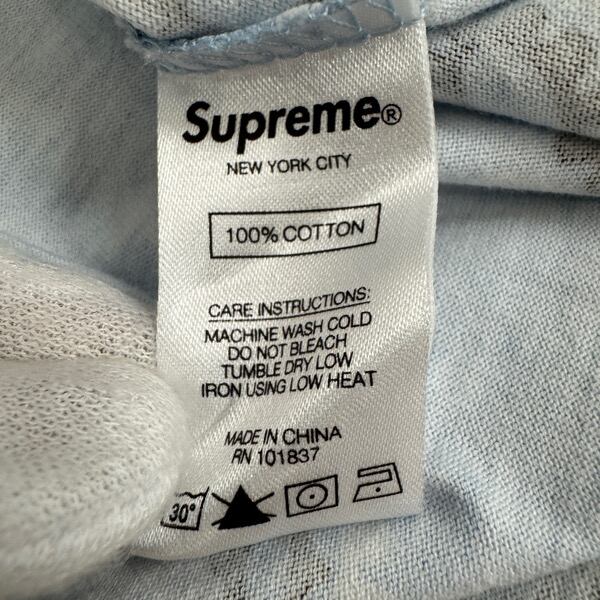 Supreme®
NEW YORK CITY
100% COTTON
CARE INSTRUCTIONS:
MACHINE WASH COLD
DO NOT BLEACH
TUMBLE DRY LOW
IRON USING LOW HEAT
MADE IN CHINA
RN 101837
30°